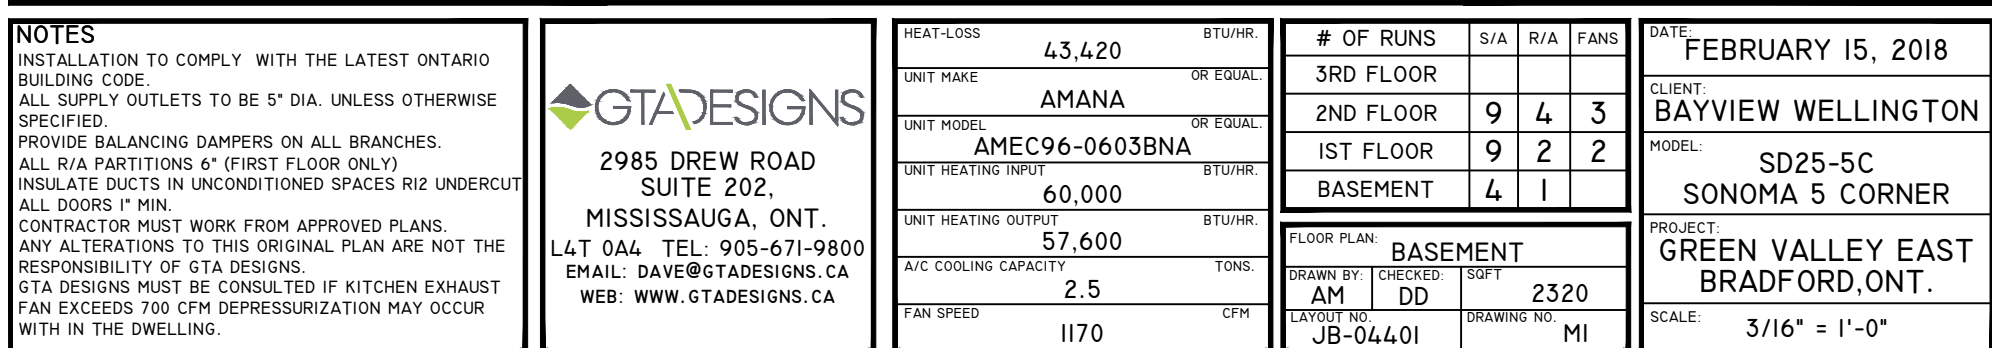 NOTES
INSTALLATION TO COMPLY WITH THE LATEST ONTARIO
BUILDING CODE.
ALL SUPPLY OUTLETS TO BE 5" DIA. UNLESS OTHERWISE
SPECIFIED.
PROVIDE BALANCING DAMPERS ON ALL BRANCHES.
ALL R/A PARTITIONS 6" (FIRST FLOOR ONLY)
INSULATE DUCTS IN UNCONDITIONED SPACES R12 UNDERCUT
ALL DOORS 1" MIN.
CONTRACTOR MUST WORK FROM APPROVED PLANS.
ANY ALTERATIONS TO THIS ORIGINAL PLAN ARE NOT THE
RESPONSIBILITY OF GTA DESIGNS.
GTA DESIGNS MUST BE CONSULTED IF KITCHEN EXHAUST
FAN EXCEEDS 700 CFM DEPRESSURIZATION MAY OCCUR
WITH IN THE DWELLING.
GTADESIGNS
2985 DREW ROAD
SUITE 202,
MISSISSAUGA, ONT.
L4T 0A4 TEL: 905-671-9800
EMAIL: DAVE@GTADESIGNS.CA
WEB: WWW.GTADESIGNS.CA
HEAT-LOSS BTU/HR.
43,420
UNIT MAKE OR EQUAL.
AMANA
UNIT MODEL OR EQUAL.
AMEC96-0603BNA
UNIT HEATING INPUT BTU/HR.
60,000
UNIT HEATING OUTPUT BTU/HR.
57,600
A/C COOLING CAPACITY TONS.
2.5
FAN SPEED CFM
1170
# OF RUNS S/A R/A FANS
3RD FLOOR
2ND FLOOR 9 4 3
1ST FLOOR 9 2 2
BASEMENT 4 1
FLOOR PLAN:
BASEMENT
DRAWN BY: CHECKED: SQFT
AM DD 2320
LAYOUT NO. DRAWING NO.
JB-04401 M1
DATE:
FEBRUARY 15, 2018
CLIENT:
BAYVIEW WELLINGTON
MODEL:
SD25-5C
SONOMA 5 CORNER
PROJECT:
GREEN VALLEY EAST
BRADFORD,ONT.
SCALE:
3/16" = 1'-0"